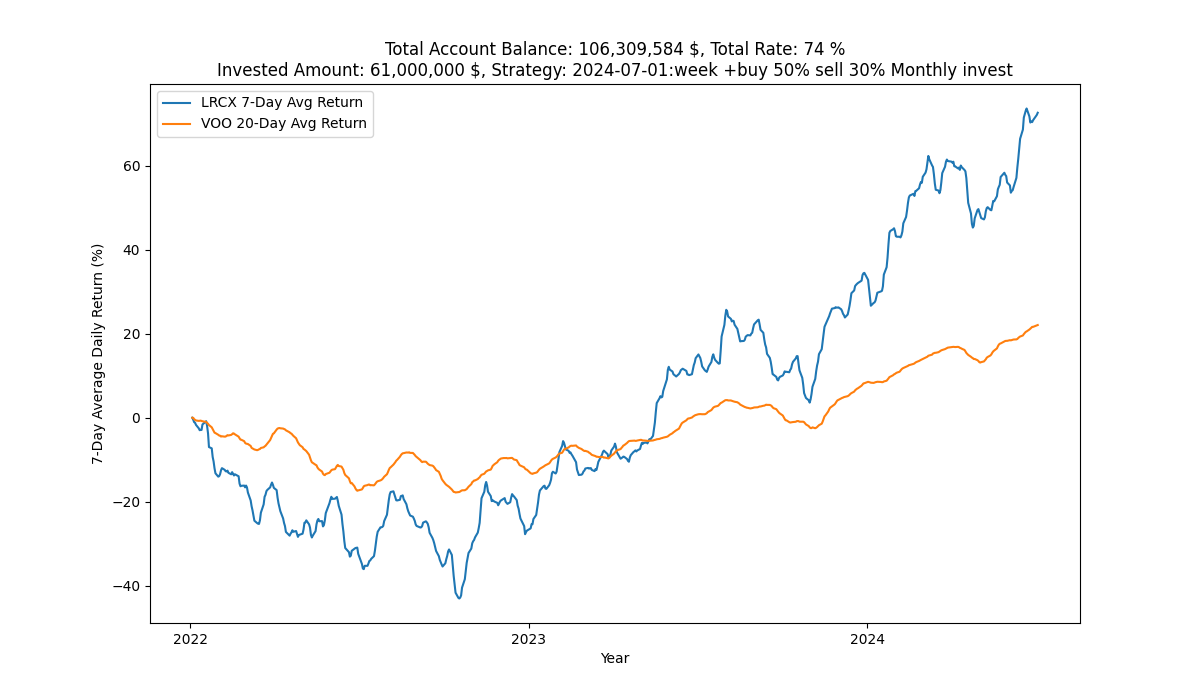 Total Account Balance: 106,309,584 $, Total Rate: 74 %
Invested Amount: 61,000,000 $, Strategy: 2024-07-01:week +buy 50% sell 30% Monthly invest
LRCX 7-Day Avg Return
VOO 20-Day Avg Return
7-Day Average Daily Return (%)
60
40
20
0
−20
−40
2022
2023
2024
Year